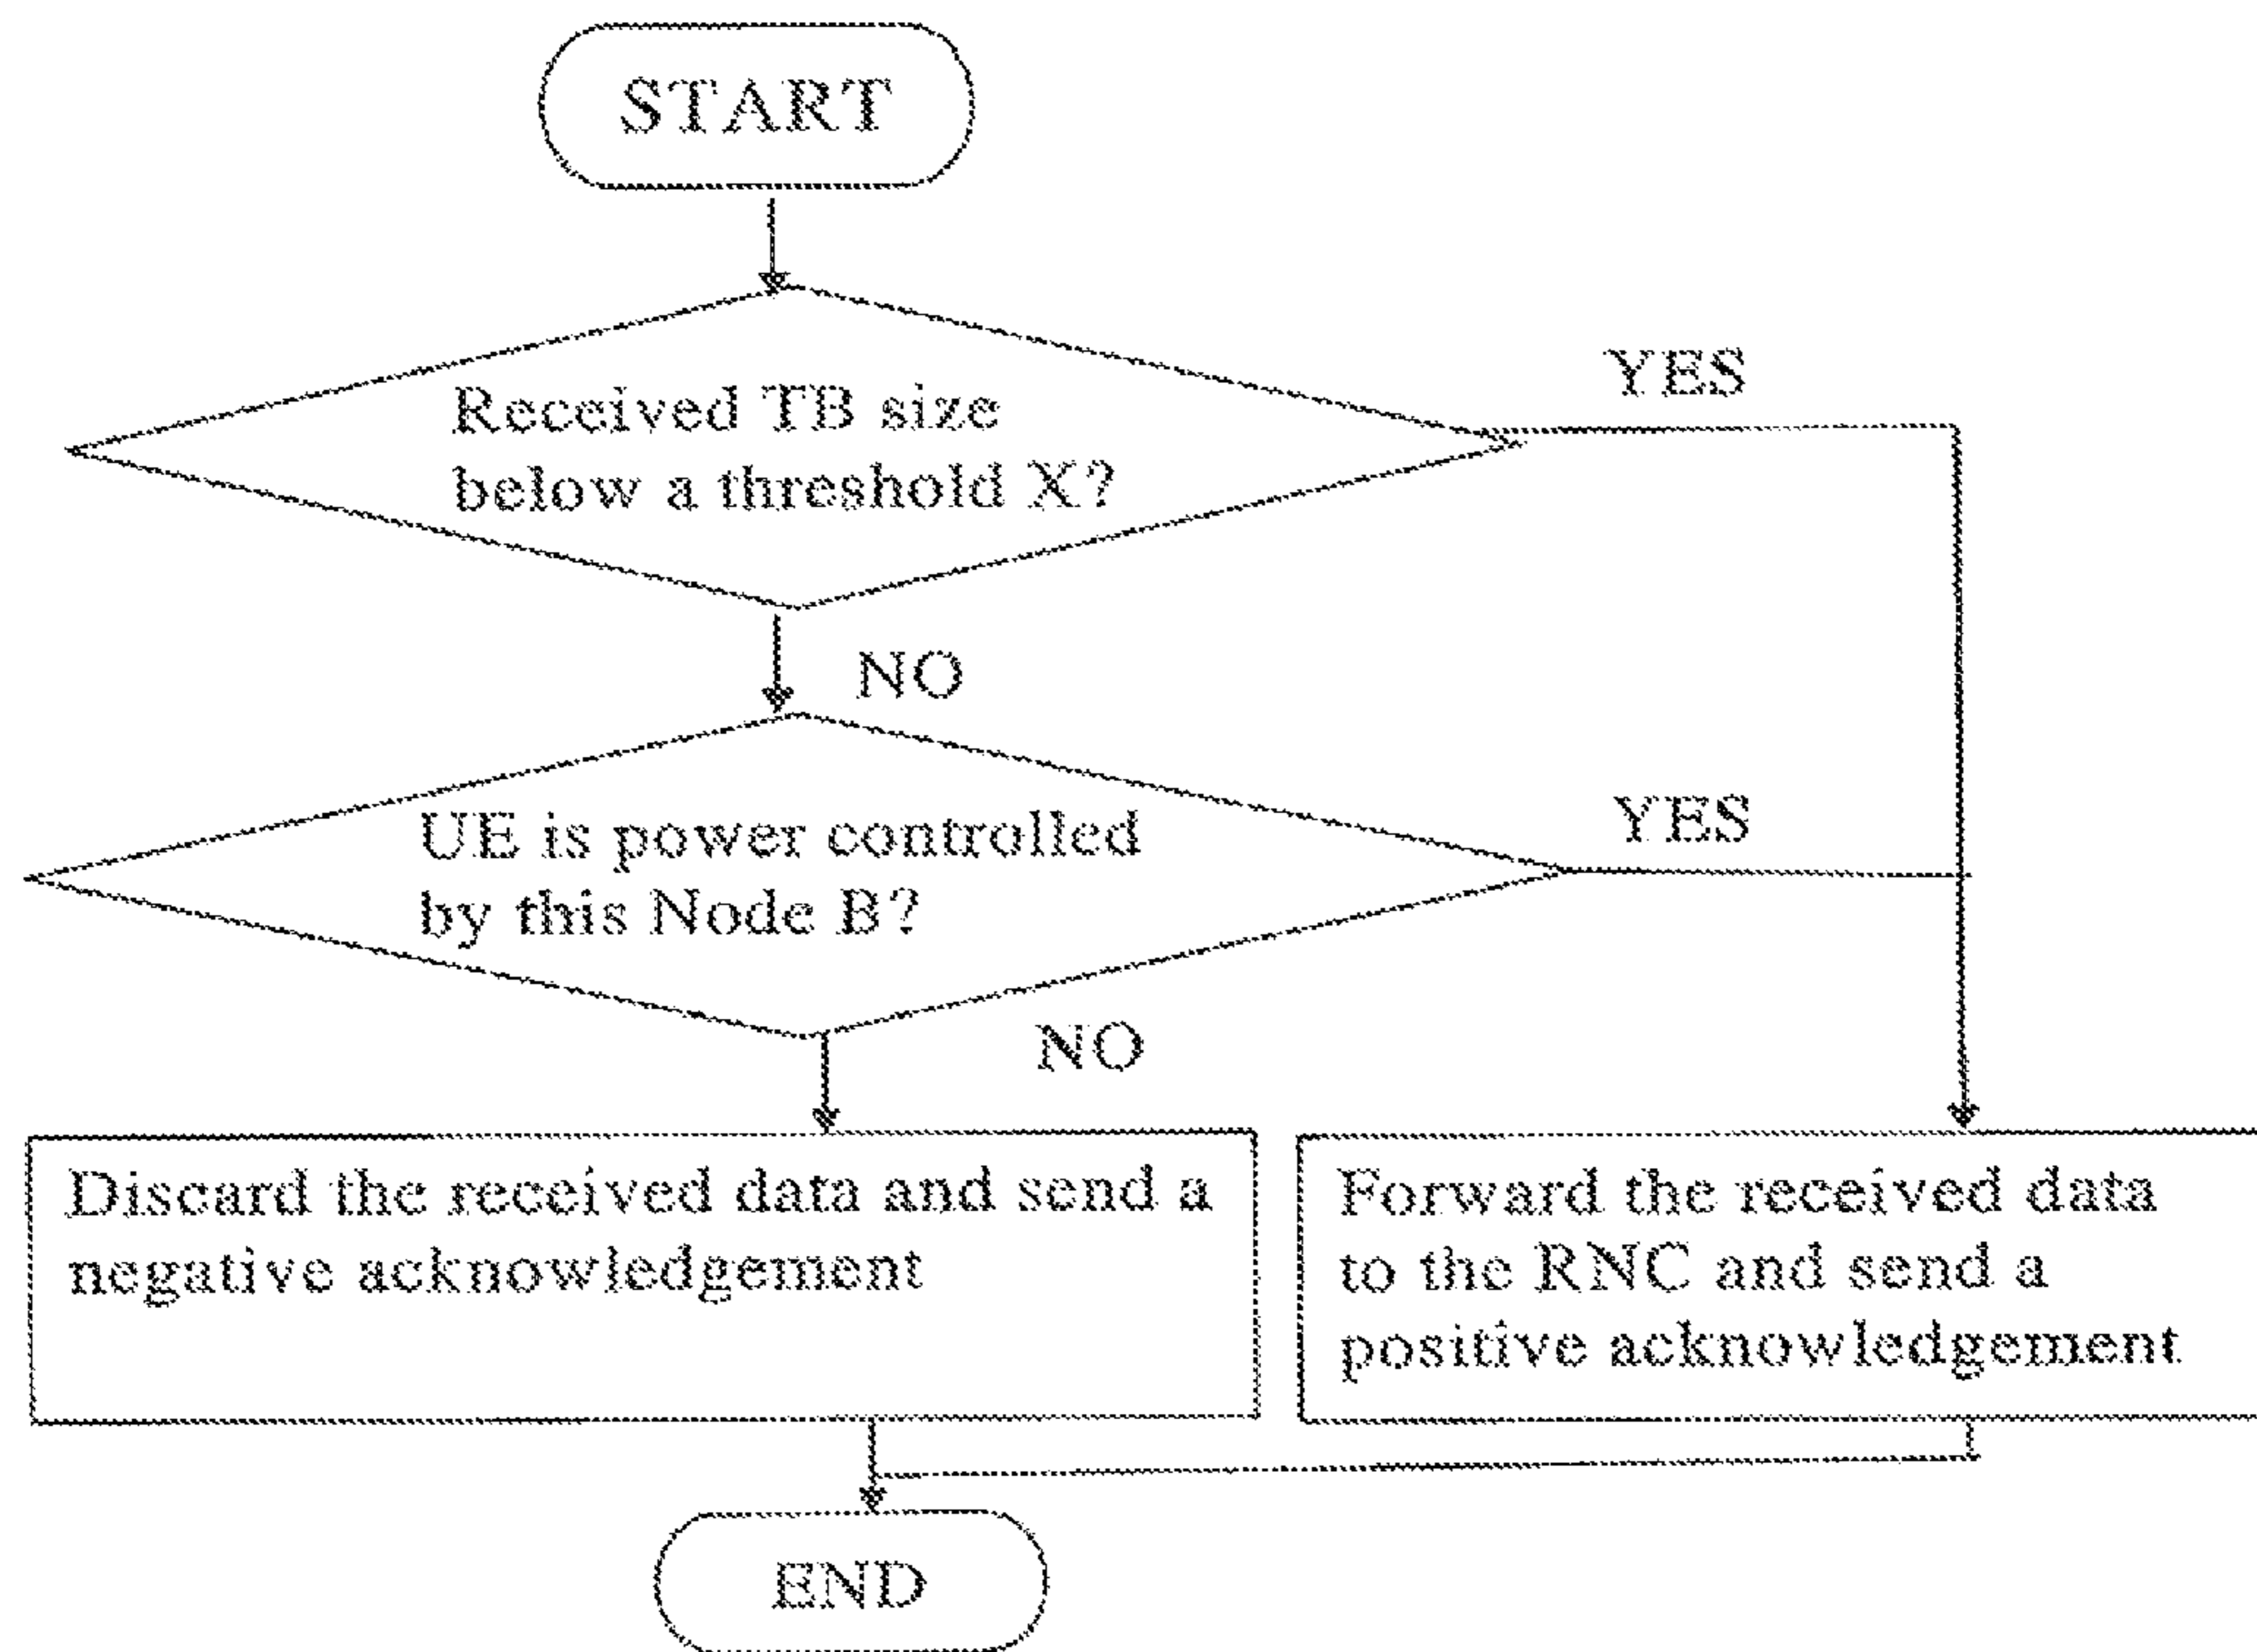 START
Received TB size
below a threshold X?
YES
NO
UE is power controlled
by this Node B?
YES
NO
Discard the received data and send a
negative acknowledgement
Forward the received data
to the RNC and send a
positive acknowledgement
END